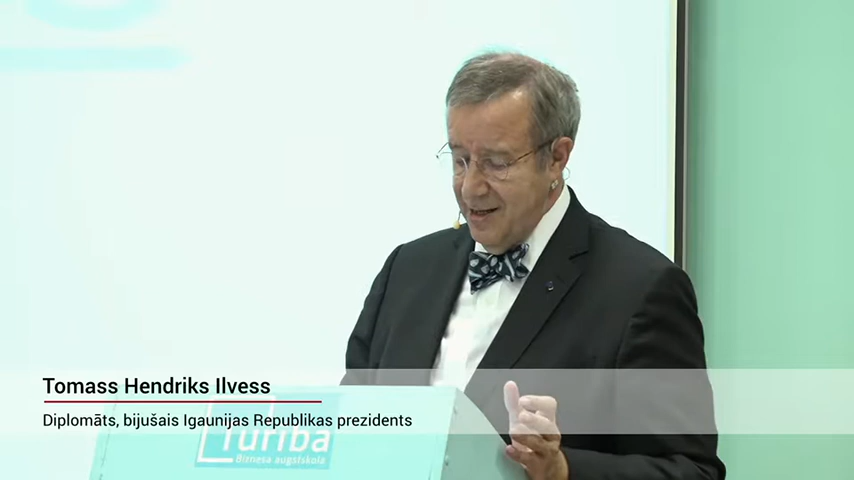 Tomass Hendriks Ilvess
Diplomāts, bijušais Igaunijas Republikas prezidents
Turība
Biznesa augstskola